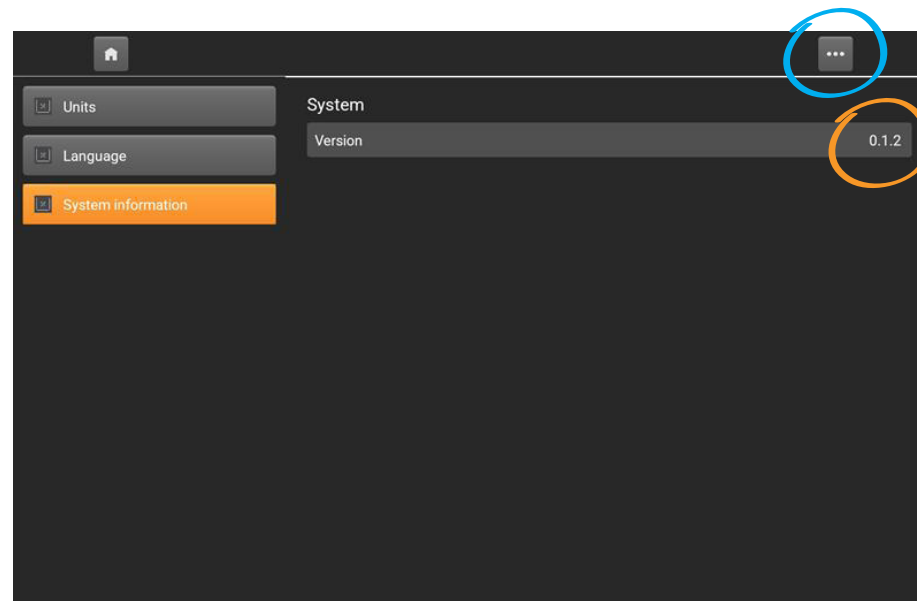 Units
Language
System information
System
Version 0.1.2